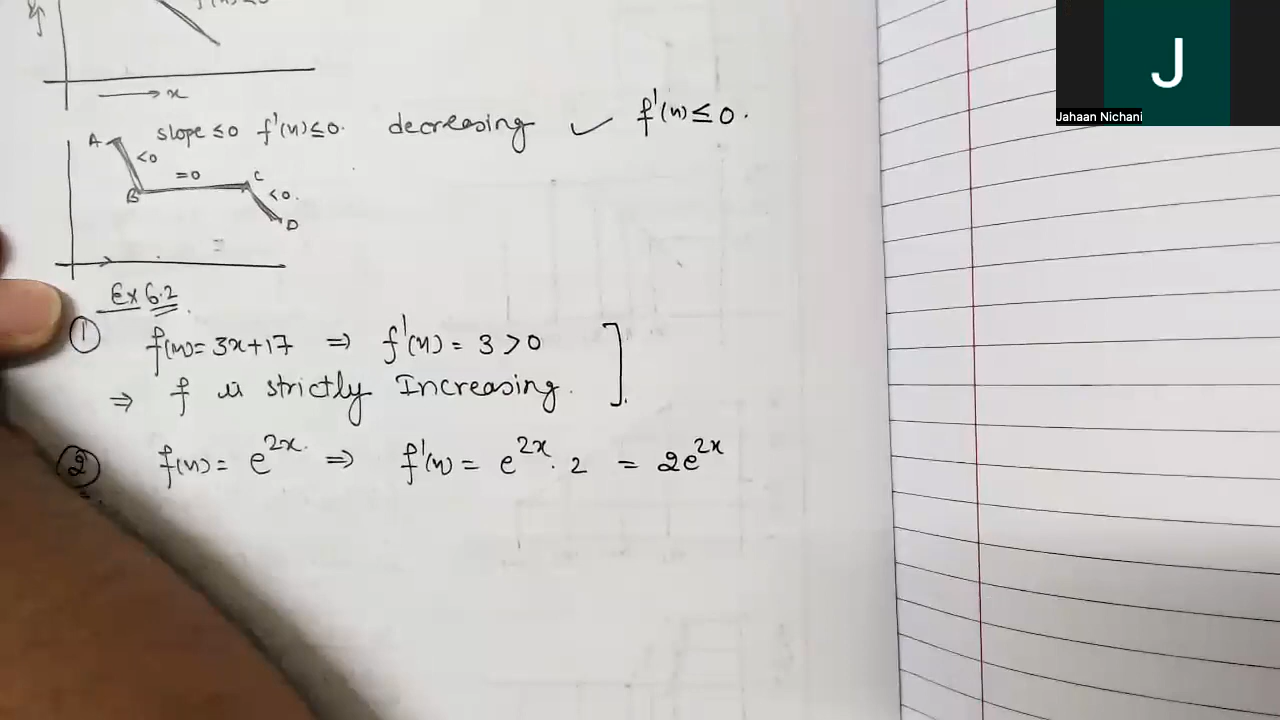 J
Jahaan Nichani
y
→ x
slope ≤ 0 f'(x) ≤ 0. decreasing ✓ f'(x) ≤ 0.
A <0
B =0 C <0.
D
Ex 6.2
① f(x) = 3x+17 ⇒ f'(x) = 3 > 0
⇒ f is strictly Increasing.
② f(x) = e^{2x} ⇒ f'(x) = e^{2x}. 2 = 2e^{2x}